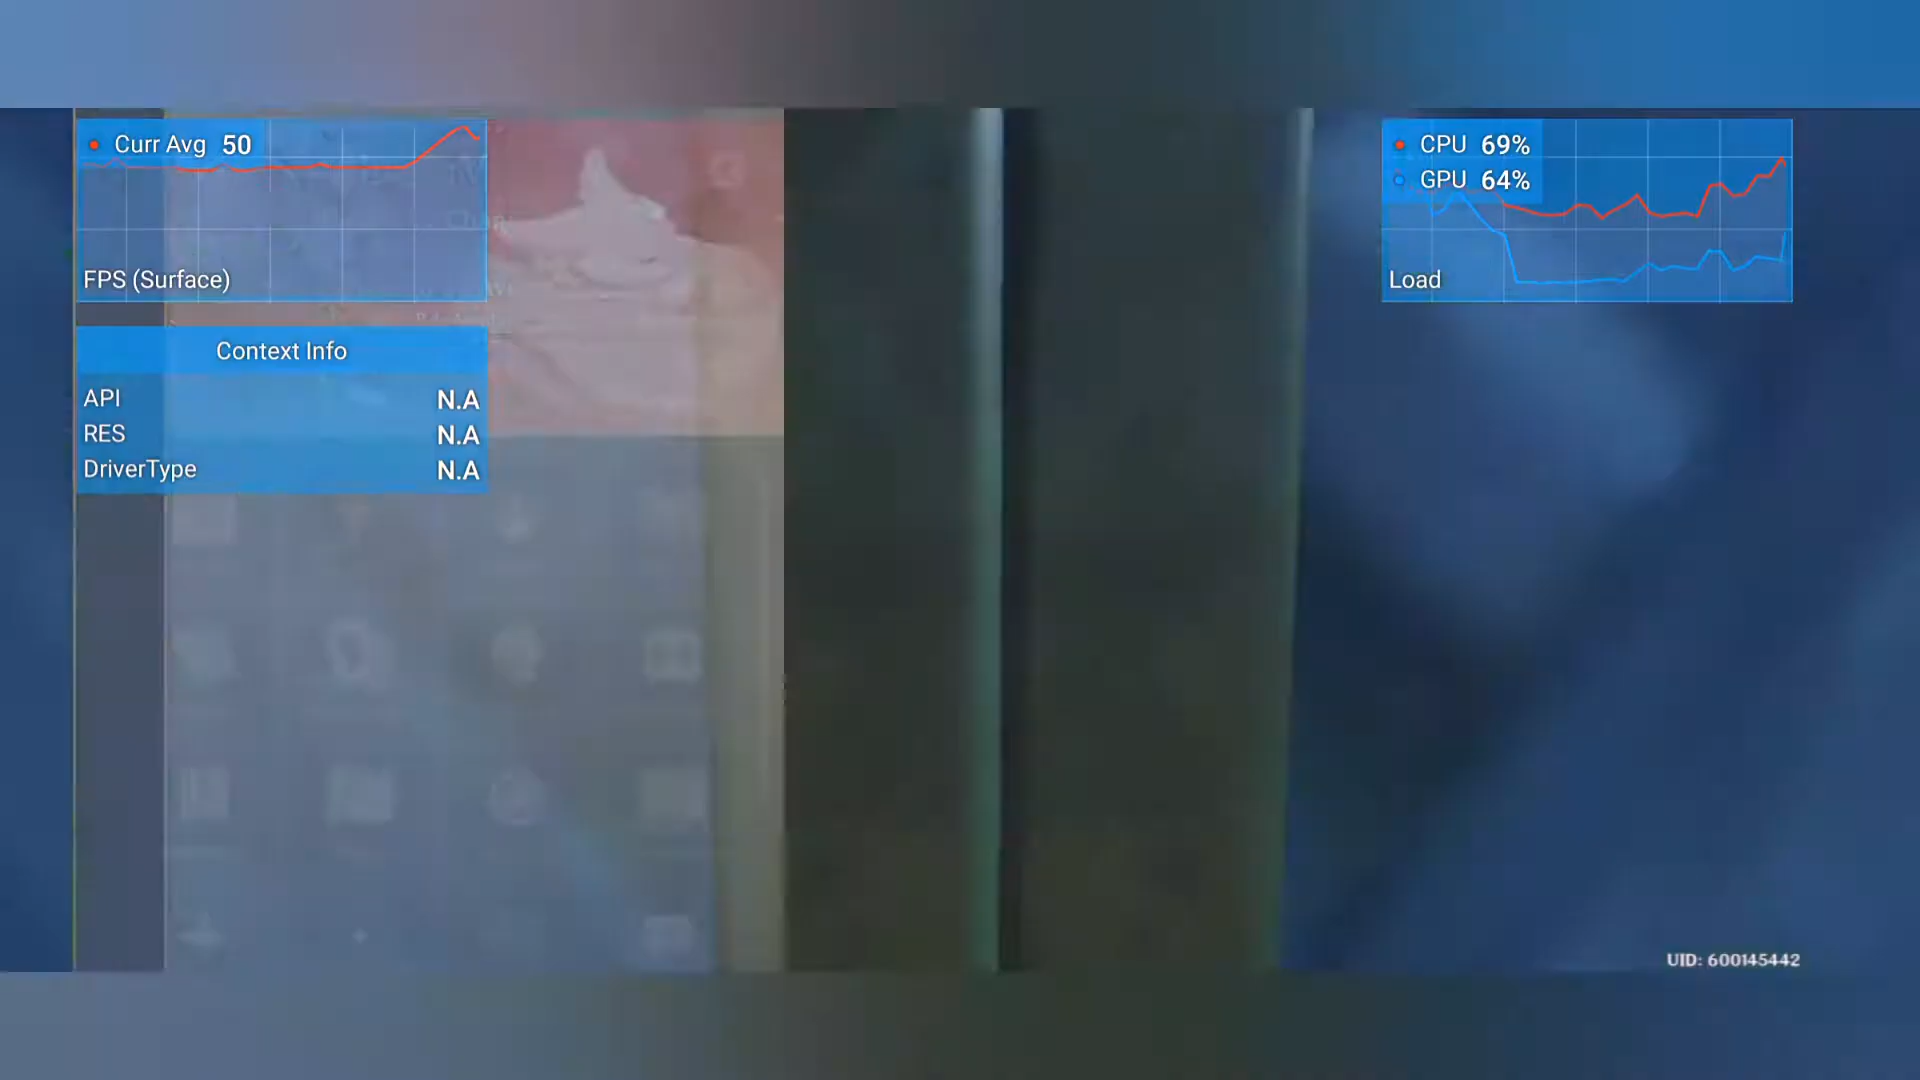 Curr Avg 50
FPS (Surface)
Context Info
API N.A
RES N.A
DriverType N.A
CPU 69%
GPU 64%
Load
UID: 600145442